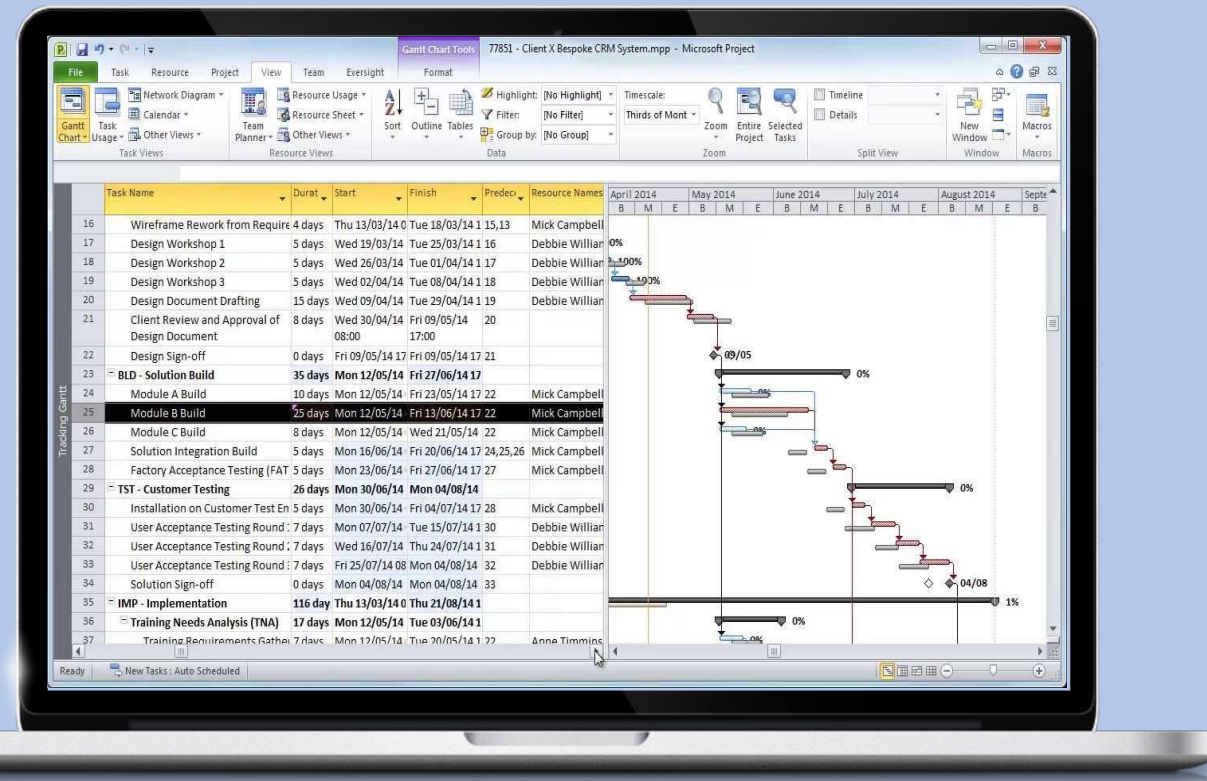 Gantt Chart Tools 77851 - Client X Bespoke CRM System.mpp - Microsoft Project
File Task Resource Project View Team Eversight Format
Network Diagram Resource Usage Highlight: [No Highlight] Timescale: Timeline
Calendar Resource Sheet Filter: [No Filter] Thirds of Mont Details
Other Views Other Views Group by: [No Group]
Gantt Chart Task Usage Team Planner Sort Outline Tables Zoom Entire Project Selected Tasks New Window Macros
Task Views Resource Views Data Zoom Split View Window Macros
Task Name Durat Start Finish Predece Resource Names April 2014 May 2014 June 2014 July 2014 August 2014 Septe
B M E B M E B M E B M E B M E B
16 Wireframe Rework from Require 4 days Thu 13/03/14 0 Tue 18/03/14 1 15,13 Mick Campbell
17 Design Workshop 1 5 days Wed 19/03/14 Tue 25/03/14 1 16 Debbie Willian 0%
18 Design Workshop 2 5 days Wed 26/03/14 Tue 01/04/14 1 17 Debbie Willian 100%
19 Design Workshop 3 5 days Wed 02/04/14 Tue 08/04/14 1 18 Debbie Willian 100%
20 Design Document Drafting 15 days Wed 09/04/14 Tue 29/04/14 1 19 Debbie Willian
21 Client Review and Approval of 8 days Wed 30/04/14 Fri 09/05/14 20
Design Document 08:00 17:00
22 Design Sign-off 0 days Fri 09/05/14 17 Fri 09/05/14 17 21 09/05
23 BLD - Solution Build 35 days Mon 12/05/14 Fri 27/06/14 17 0%
24 Module A Build 10 days Mon 12/05/14 Fri 23/05/14 17 22 Mick Campbell 0%
25 Module B Build 25 days Mon 12/05/14 Fri 13/06/14 17 22 Mick Campbell
26 Module C Build 8 days Mon 12/05/14 Wed 21/05/14 22 Mick Campbell 0%
27 Solution Integration Build 5 days Mon 16/06/14 Fri 20/06/14 17 24,25,26 Mick Campbell
28 Factory Acceptance Testing (FAT 5 days Mon 23/06/14 Fri 27/06/14 17 27 Mick Campbell
29 TST - Customer Testing 26 days Mon 30/06/14 Mon 04/08/14 0%
30 Installation on Customer Test En 5 days Mon 30/06/14 Fri 04/07/14 17 28 Mick Campbell
31 User Acceptance Testing Round 7 days Mon 07/07/14 Tue 15/07/14 1 30 Debbie Willian
32 User Acceptance Testing Round 7 days Wed 16/07/14 Thu 24/07/14 1 31 Debbie Willian
33 User Acceptance Testing Round 7 days Fri 25/07/14 08 Mon 04/08/14 32 Debbie Willian
34 Solution Sign-off 0 days Mon 04/08/14 Mon 04/08/14 33 04/08
35 IMP - Implementation 116 day Thu 13/03/14 0 Thu 21/08/14 1 1%
36 Training Needs Analysis (TNA) 17 days Mon 12/05/14 Tue 03/06/14 1 0%
37 Training Requirements Gather 7 days Mon 12/05/14 Tue 20/05/14 1 22 Anne Timmins 0%
Tracking Gantt
Ready New Tasks : Auto Scheduled